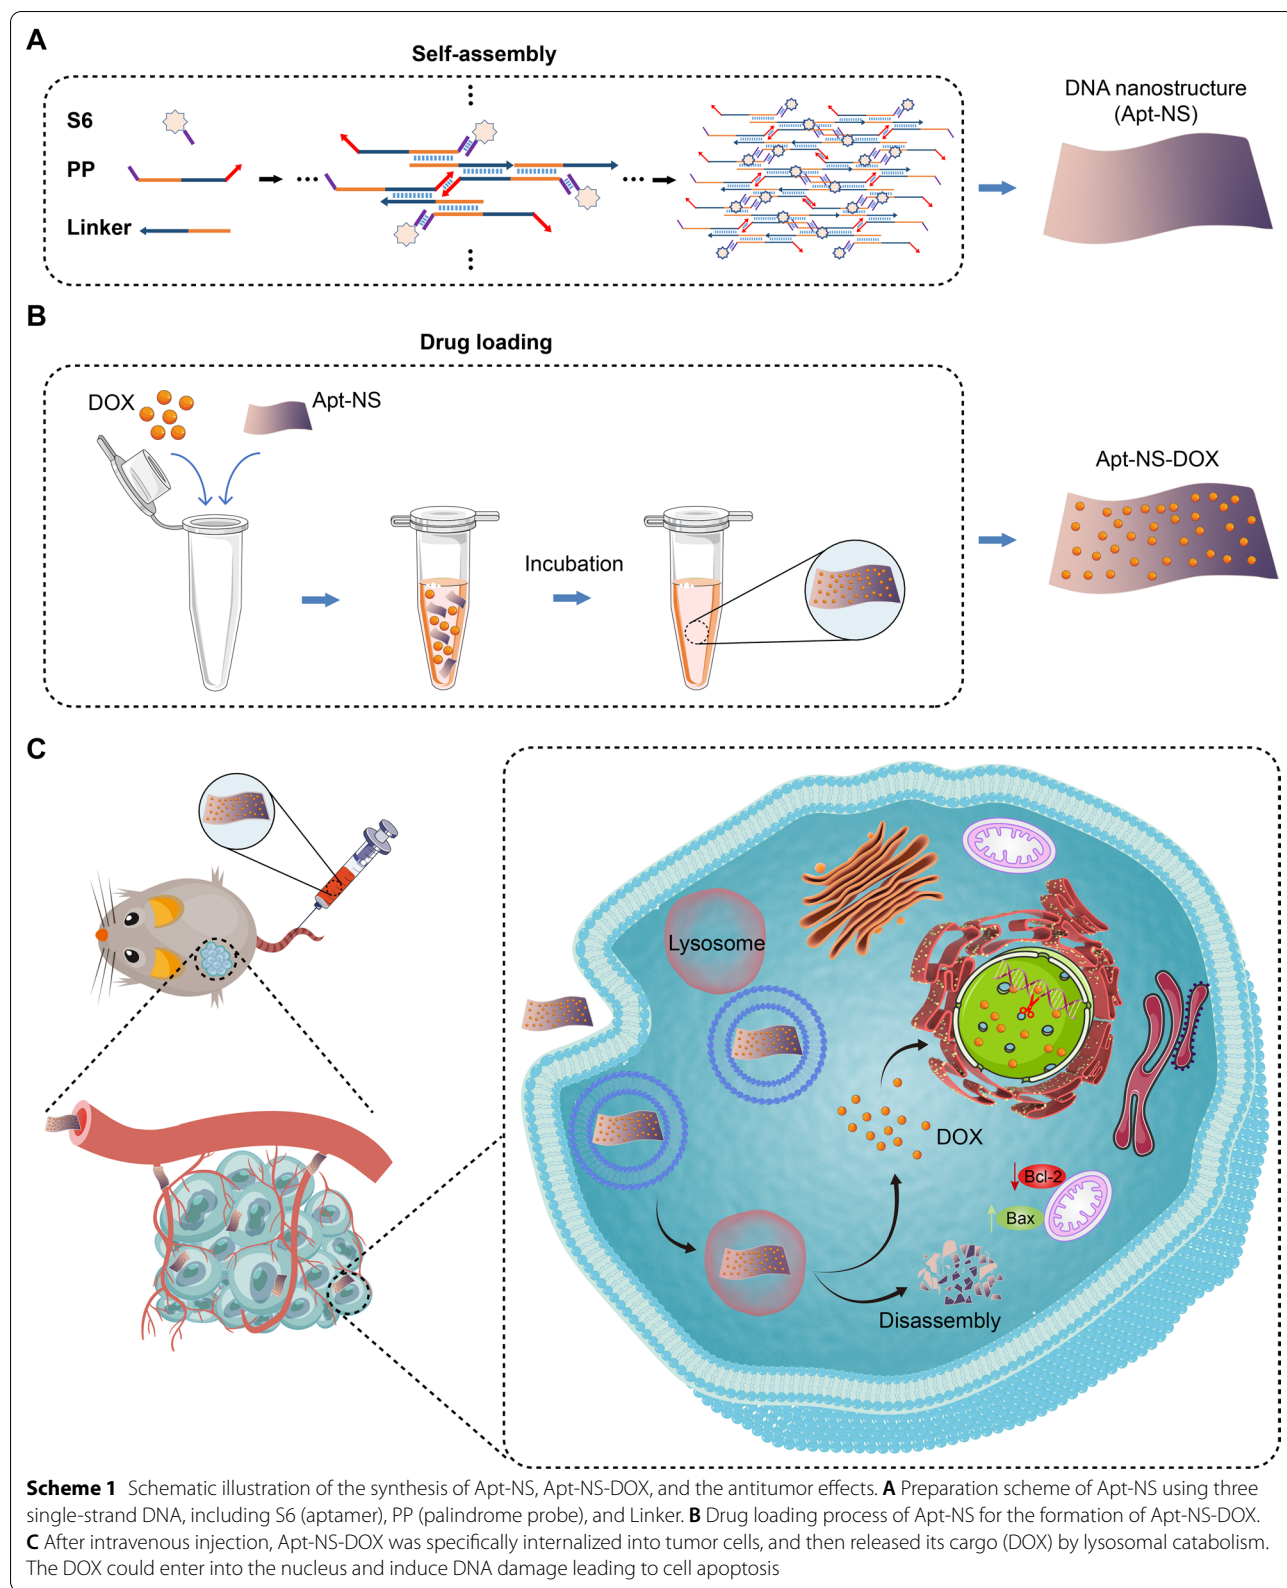 A
Self-assembly
S6
PP
Linker
DNA nanostructure
(Apt-NS)
B
Drug loading
DOX
Apt-NS
Incubation
Apt-NS-DOX
C
Lysosome
DOX
Bcl-2
Bax
Disassembly
Scheme 1 Schematic illustration of the synthesis of Apt-NS, Apt-NS-DOX, and the antitumor effects. A Preparation scheme of Apt-NS using three
single-strand DNA, including S6 (aptamer), PP (palindrome probe), and Linker. B Drug loading process of Apt-NS for the formation of Apt-NS-DOX.
C After intravenous injection, Apt-NS-DOX was specifically internalized into tumor cells, and then released its cargo (DOX) by lysosomal catabolism.
The DOX could enter into the nucleus and induce DNA damage leading to cell apoptosis